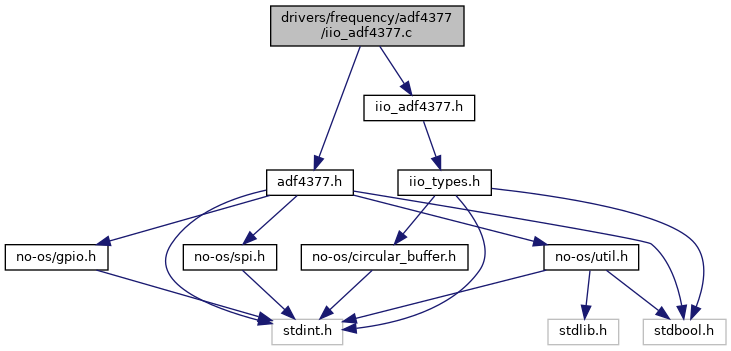 drivers/frequency/adf4377
/iio_adf4377.c
iio_adf4377.h
adf4377.h
iio_types.h
no-os/gpio.h
no-os/spi.h
no-os/circular_buffer.h
no-os/util.h
stdint.h
stdlib.h
stdbool.h